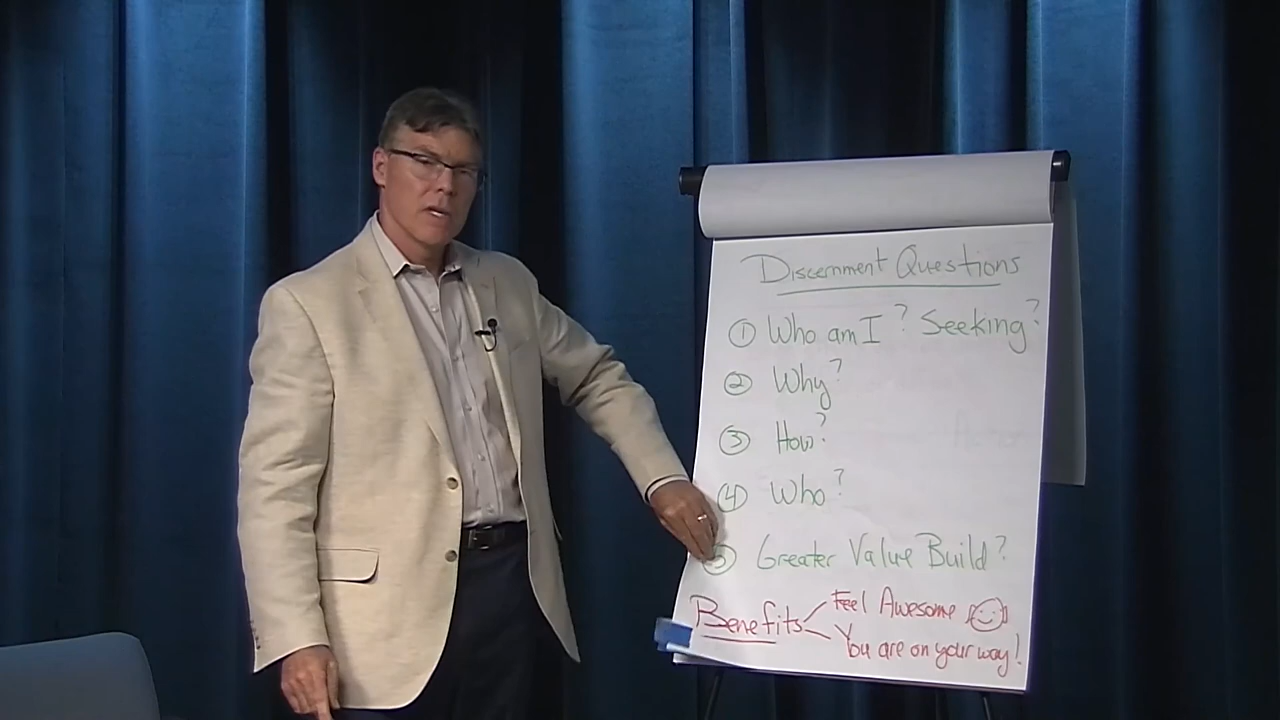 Discernment Questions
① Who am I? Seeking?
② Why?
③ How?
④ Who?
⑤ Greater Value Build?
Benefits
Feel Awesome
You are on your way!